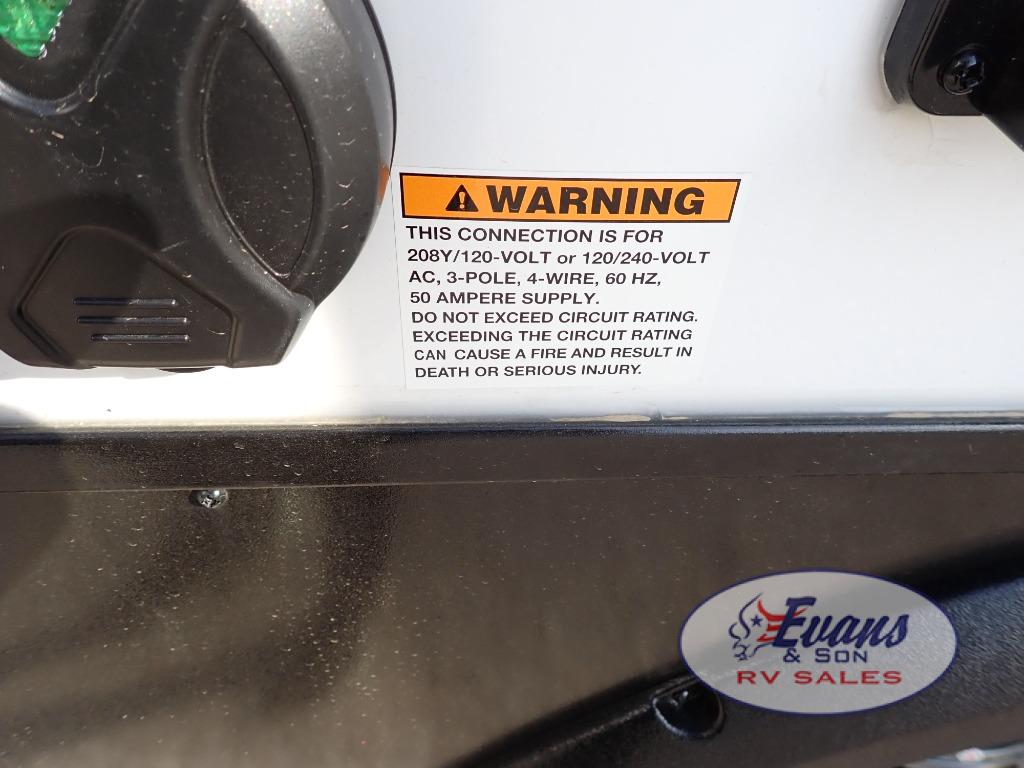 WARNING
THIS CONNECTION IS FOR
208Y/120-VOLT or 120/240-VOLT
AC, 3-POLE, 4-WIRE, 60 HZ,
50 AMPERE SUPPLY.
DO NOT EXCEED CIRCUIT RATING.
EXCEEDING THE CIRCUIT RATING
CAN CAUSE A FIRE AND RESULT IN
DEATH OR SERIOUS INJURY.
Evans
& SON
RV SALES